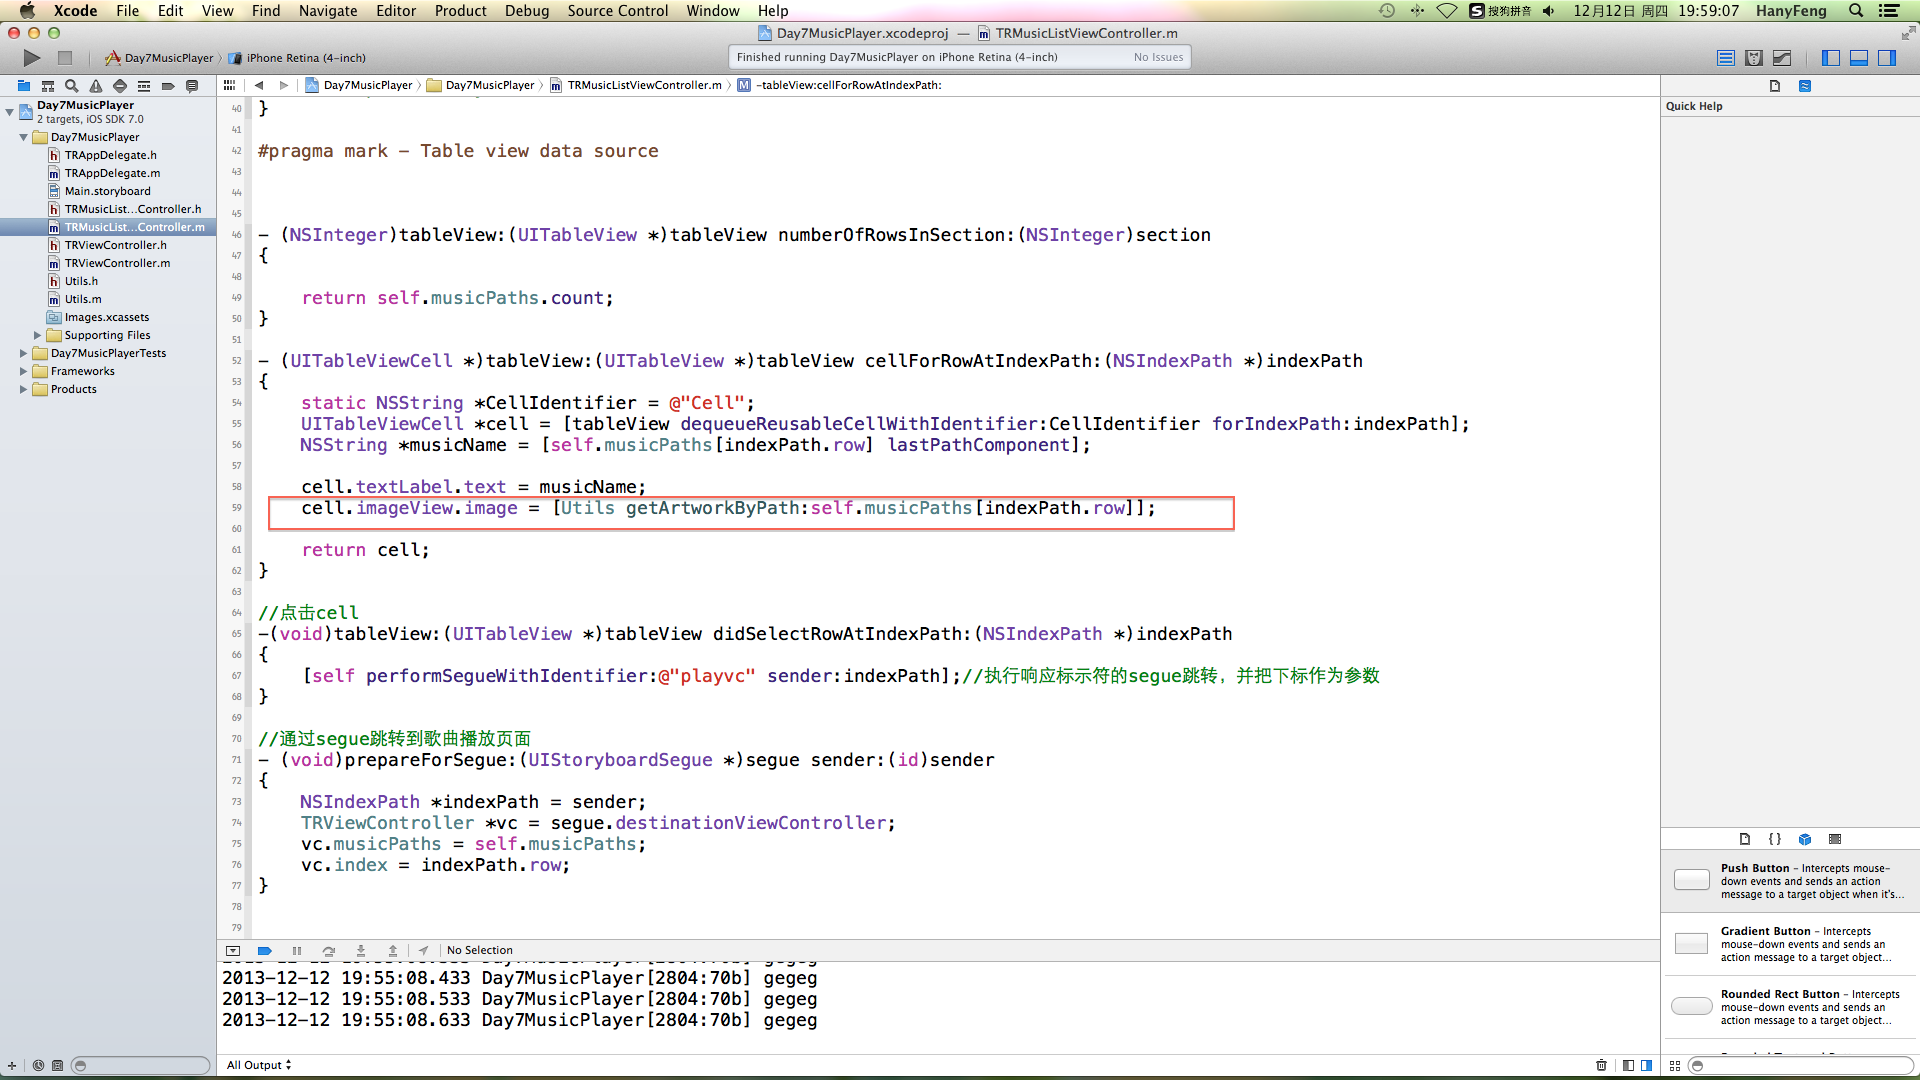 Xcode File Edit View Find Navigate Editor Product Debug Source Control Window Help 搜狗拼音 12月12日 周四 19:59:07 HanyFeng
Day7MusicPlayer.xcodeproj — TRMusicListViewController.m
Day7MusicPlayer iPhone Retina (4-inch) Finished running Day7MusicPlayer on iPhone Retina (4-inch) No Issues
Day7MusicPlayer Day7MusicPlayer TRMusicListViewController.m -tableView:cellForRowAtIndexPath:
Day7MusicPlayer
2 targets, iOS SDK 7.0
Day7MusicPlayer
TRAppDelegate.h
TRAppDelegate.m
Main.storyboard
TRMusicList...Controller.h
TRMusicList...Controller.m
TRViewController.h
TRViewController.m
Utils.h
Utils.m
Images.xcassets
Supporting Files
Day7MusicPlayerTests
Frameworks
Products
40 }
41
42 #pragma mark - Table view data source
43
44
45
46 - (NSInteger)tableView:(UITableView *)tableView numberOfRowsInSection:(NSInteger)section
47 {
48
49 return self.musicPaths.count;
50 }
51
52 - (UITableViewCell *)tableView:(UITableView *)tableView cellForRowAtIndexPath:(NSIndexPath *)indexPath
53 {
54 static NSString *CellIdentifier = @"Cell";
55 UITableViewCell *cell = [tableView dequeueReusableCellWithIdentifier:CellIdentifier forIndexPath:indexPath];
56 NSString *musicName = [self.musicPaths[indexPath.row] lastPathComponent];
57
58 cell.textLabel.text = musicName;
59 cell.imageView.image = [Utils getArtworkByPath:self.musicPaths[indexPath.row]];
60
61 return cell;
62 }
63
64 //点击cell
65 -(void)tableView:(UITableView *)tableView didSelectRowAtIndexPath:(NSIndexPath *)indexPath
66 {
67 [self performSegueWithIdentifier:@"playvc" sender:indexPath];//执行响应标示符的segue跳转，并把下标作为参数
68 }
69
70 //通过segue跳转到歌曲播放页面
71 - (void)prepareForSegue:(UIStoryboardSegue *)segue sender:(id)sender
72 {
73 NSIndexPath *indexPath = sender;
74 TRViewController *vc = segue.destinationViewController;
75 vc.musicPaths = self.musicPaths;
76 vc.index = indexPath.row;
77 }
78
79
No Selection
2013-12-12 19:55:08.433 Day7MusicPlayer[2804:70b] gegeg
2013-12-12 19:55:08.533 Day7MusicPlayer[2804:70b] gegeg
2013-12-12 19:55:08.633 Day7MusicPlayer[2804:70b] gegeg
All Output
Quick Help
Push Button - Intercepts mouse-
down events and sends an action
message to a target object when it's...
Gradient Button - Intercepts
mouse-down events and sends an
action message to a target object...
Rounded Rect Button - Intercepts
mouse-down events and sends an
action message to a target object...